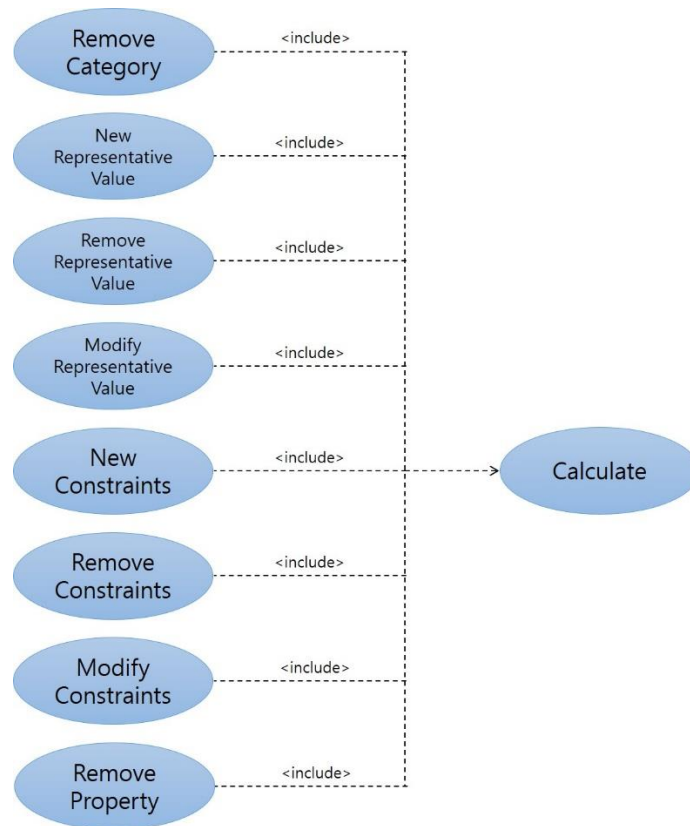 Remove
Category
<include>
New
Representative
Value
<include>
Remove
Representative
Value
<include>
Modify
Representative
Value
<include>
New
Constraints
<include>
Calculate
Remove
Constraints
<include>
Modify
Constraints
<include>
Remove
Property
<include>